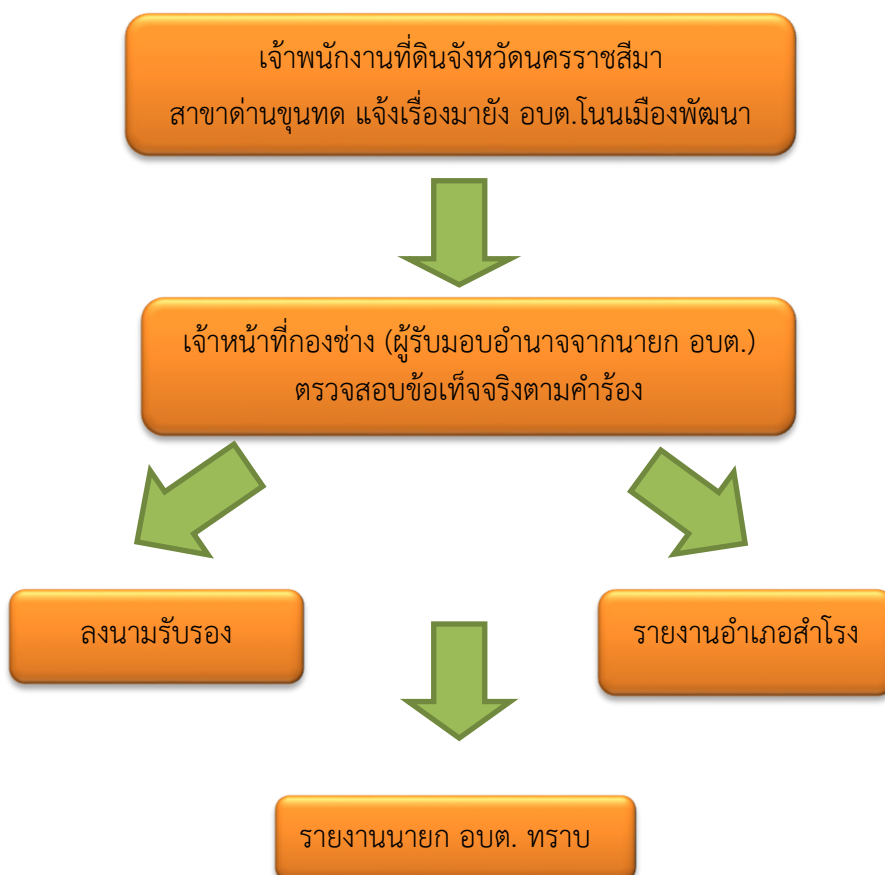 เจ้าพนักงานที่ดินจังหวัดนครราชสีมา
สาขาด่านขุนทด แจ้งเรื่องมายัง อบต.โนนเมืองพัฒนา
เจ้าหน้าที่กองช่าง (ผู้รับมอบอำนาจจากนายก อบต.)
ตรวจสอบข้อเท็จจริงตามคำร้อง
ลงนามรับรอง
รายงานอำเภอสำโรง
รายงานนายก อบต. ทราบ